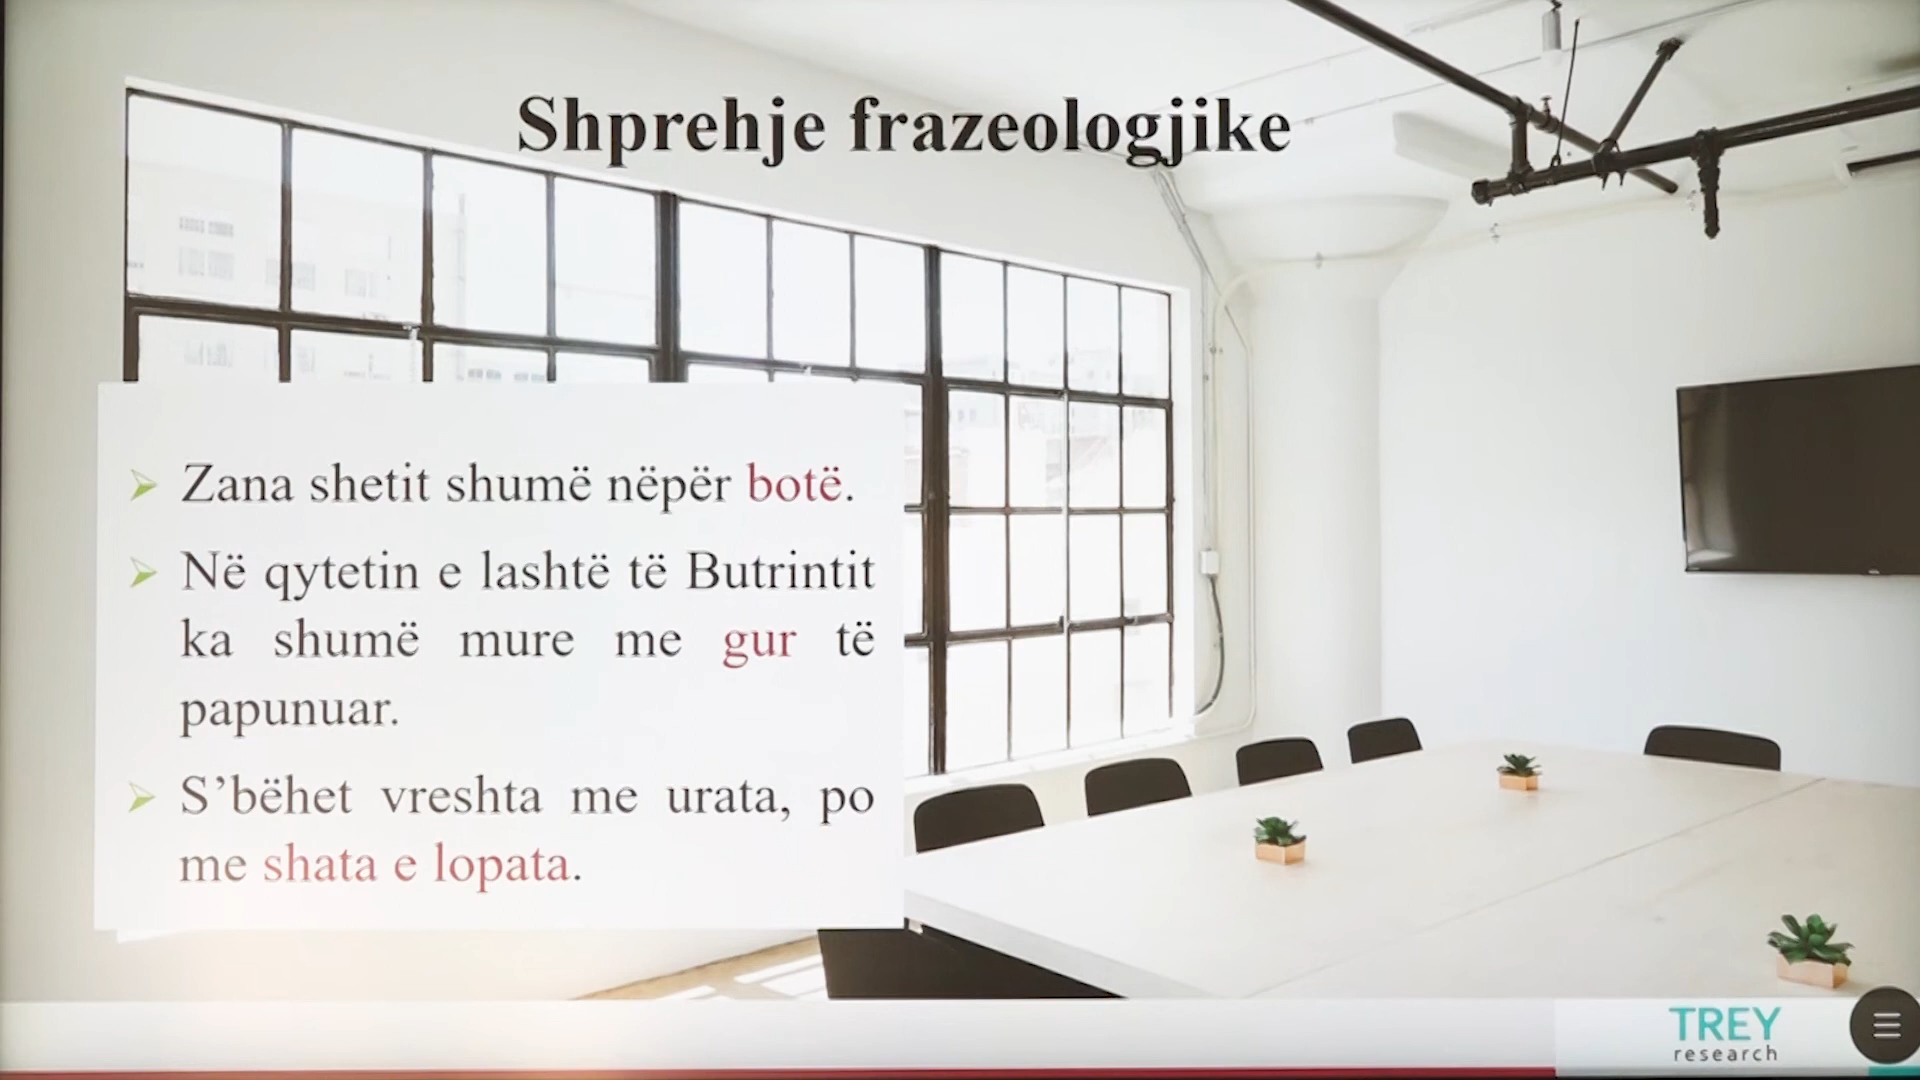 Shprehje frazeologjike
Zana shetit shumë nëpër botë.
Në qytetin e lashtë të Butrintit
ka shumë mure me gur të
papunuar.
S’bëhet vreshta me urata, po
me shata e lopata.
TREY
research